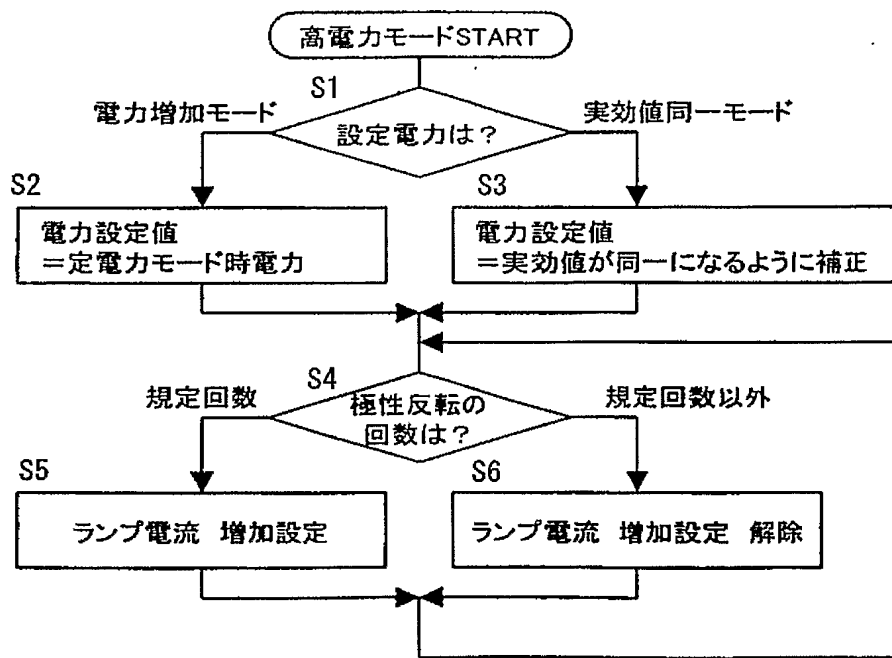 高電力モードSTART
S1
電力増加モード
設定電力は?
実効値同一モード
S2
電力設定値
=定電力モード時電力
S3
電力設定値
=実効値が同一になるように補正
S4
規定回数
極性反転の
回数は?
規定回数以外
S5
ランプ電流 増加設定
S6
ランプ電流 増加設定 解除